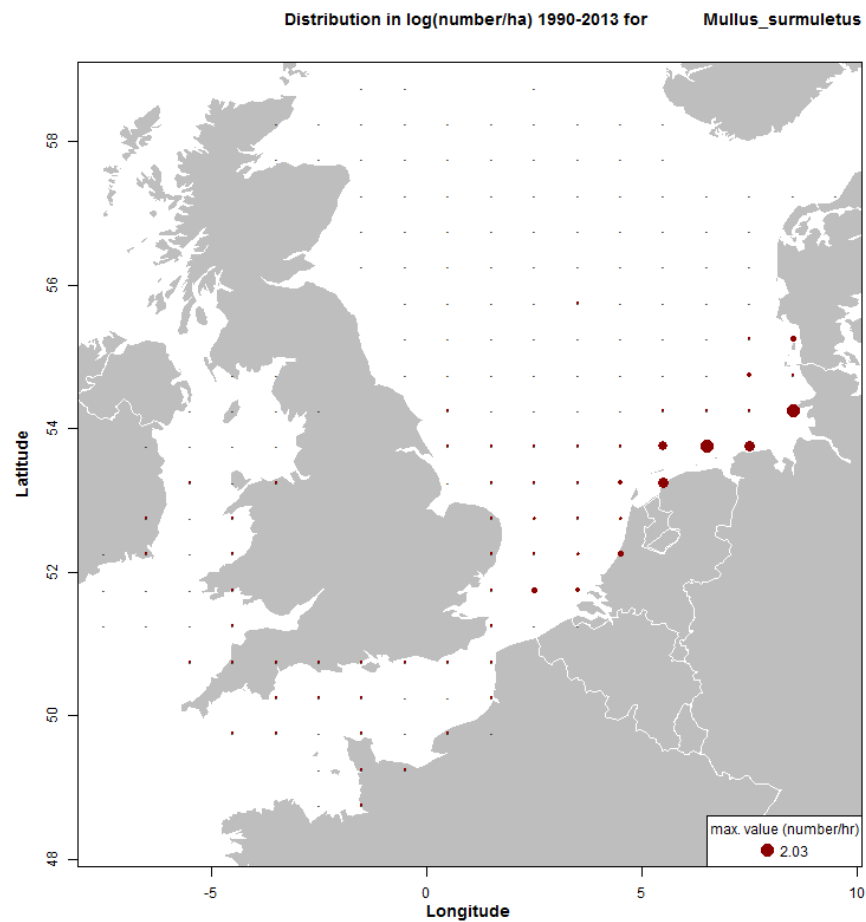 Distribution in log(number/ha) 1990-2013 for Mullus_surmuletus
58
56
54
52
50
48
Latitude
-5 0 5 10
Longitude
max. value (number/hr)
2.03